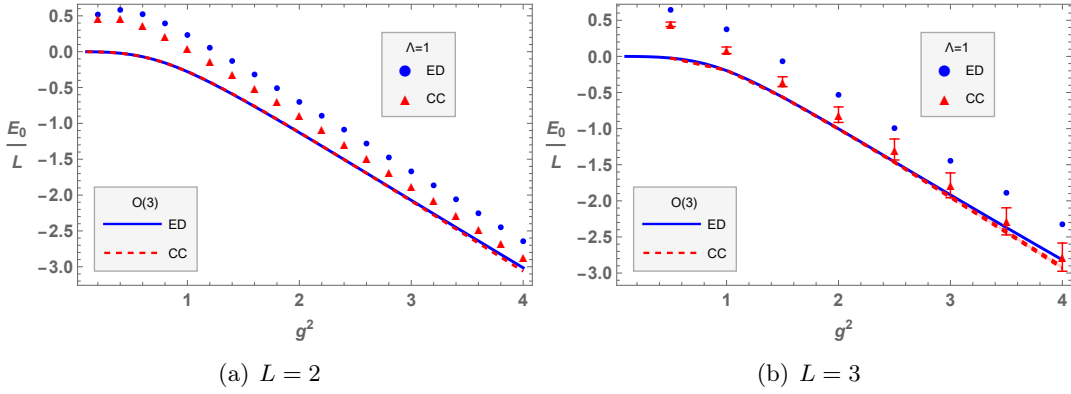 0.5
0.0
-0.5
-1.0
-1.5
-2.0
-2.5
-3.0
E₀
L
Λ=1
ED
CC
O(3)
ED
CC
1 2 3 4
g²
(a) L = 2
0.5
0.0
-0.5
-1.0
-1.5
-2.0
-2.5
-3.0
E₀
L
Λ=1
ED
CC
O(3)
ED
CC
1 2 3 4
g²
(b) L = 3